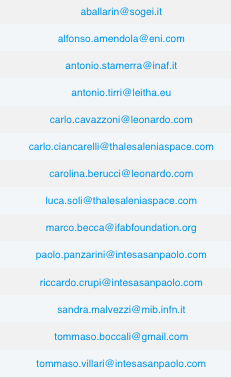 aballarin@sogei.it
alfonso.amendola@eni.com
antonio.stamerra@inaf.it
antonio.tirri@leitha.eu
carlo.cavazzoni@leonardo.com
carlo.ciancarelli@thalesaleniaspace.com
carolina.berucci@leonardo.com
luca.soli@thalesaleniaspace.com
marco.becca@ifabfoundation.org
paolo.panzarini@intesasanpaolo.com
riccardo.crupi@intesasanpaolo.com
sandra.malvezzi@mib.infn.it
tommaso.boccali@gmail.com
tommaso.villari@intesasanpaolo.com